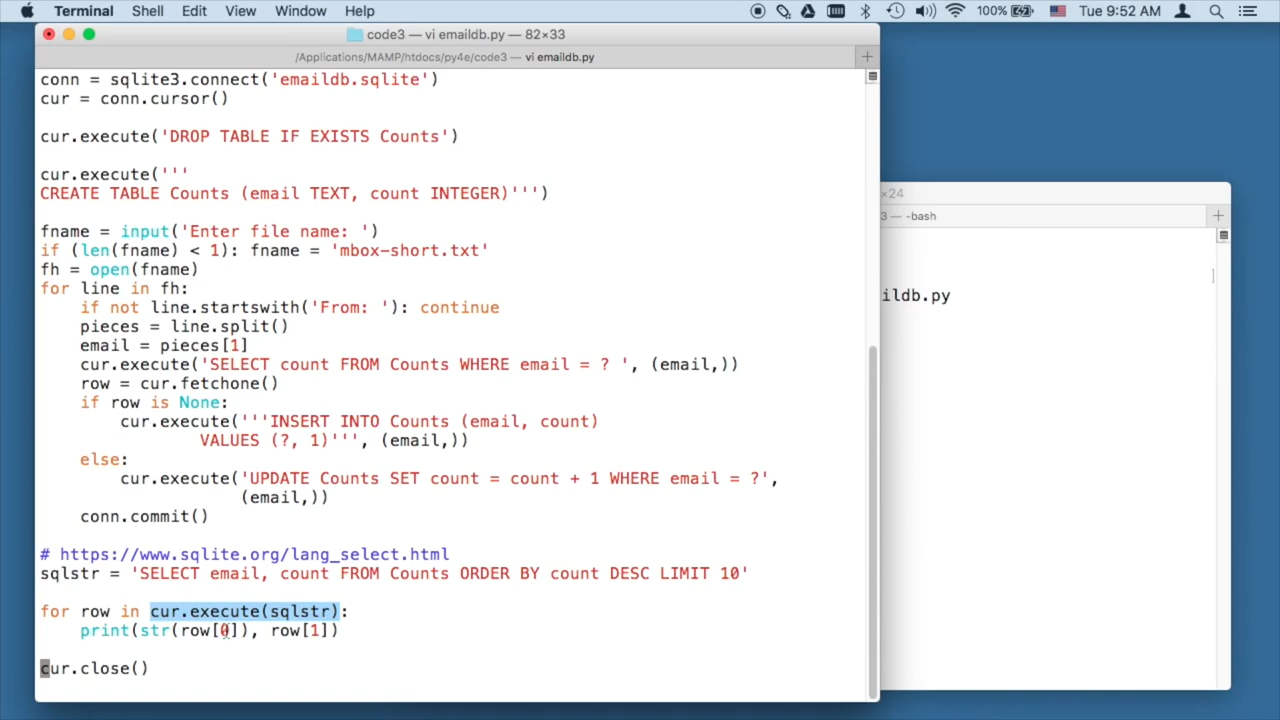 Terminal Shell Edit View Window Help 100% Tue 9:52 AM
code3 — vi emaildb.py — 82×33
/Applications/MAMP/htdocs/py4e/code3 — vi emaildb.py +
conn = sqlite3.connect('emaildb.sqlite')
cur = conn.cursor()
cur.execute('DROP TABLE IF EXISTS Counts')
cur.execute('''
CREATE TABLE Counts (email TEXT, count INTEGER)''')
fname = input('Enter file name: ')
if (len(fname) < 1): fname = 'mbox-short.txt'
fh = open(fname)
for line in fh:
    if not line.startswith('From: '): continue
    pieces = line.split()
    email = pieces[1]
    cur.execute('SELECT count FROM Counts WHERE email = ? ', (email,))
    row = cur.fetchone()
    if row is None:
        cur.execute('''INSERT INTO Counts (email, count)
                VALUES (?, 1)''', (email,))
    else:
        cur.execute('UPDATE Counts SET count = count + 1 WHERE email = ?',
                    (email,))
    conn.commit()
# https://www.sqlite.org/lang_select.html
sqlstr = 'SELECT email, count FROM Counts ORDER BY count DESC LIMIT 10'
for row in cur.execute(sqlstr):
    print(str(row[0]), row[1])
cur.close()
×24
3 — -bash +
]
ildb.py